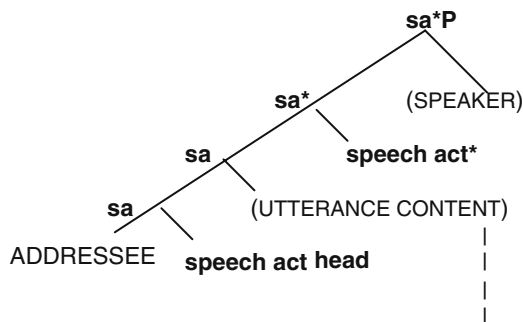 sa*P
sa* (SPEAKER)
sa speech act*
sa (UTTERANCE CONTENT)
ADDRESSEE speech act head